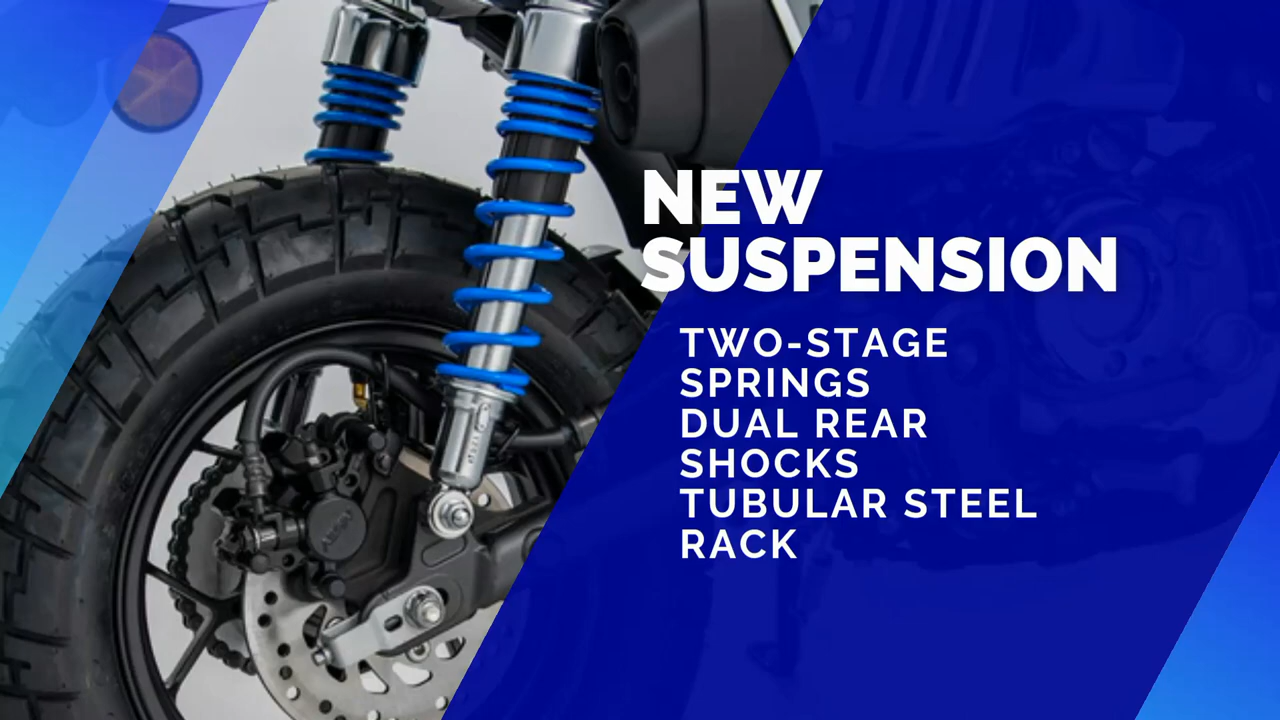 NEW
SUSPENSION
TWO-STAGE
SPRINGS
DUAL REAR
SHOCKS
TUBULAR STEEL
RACK